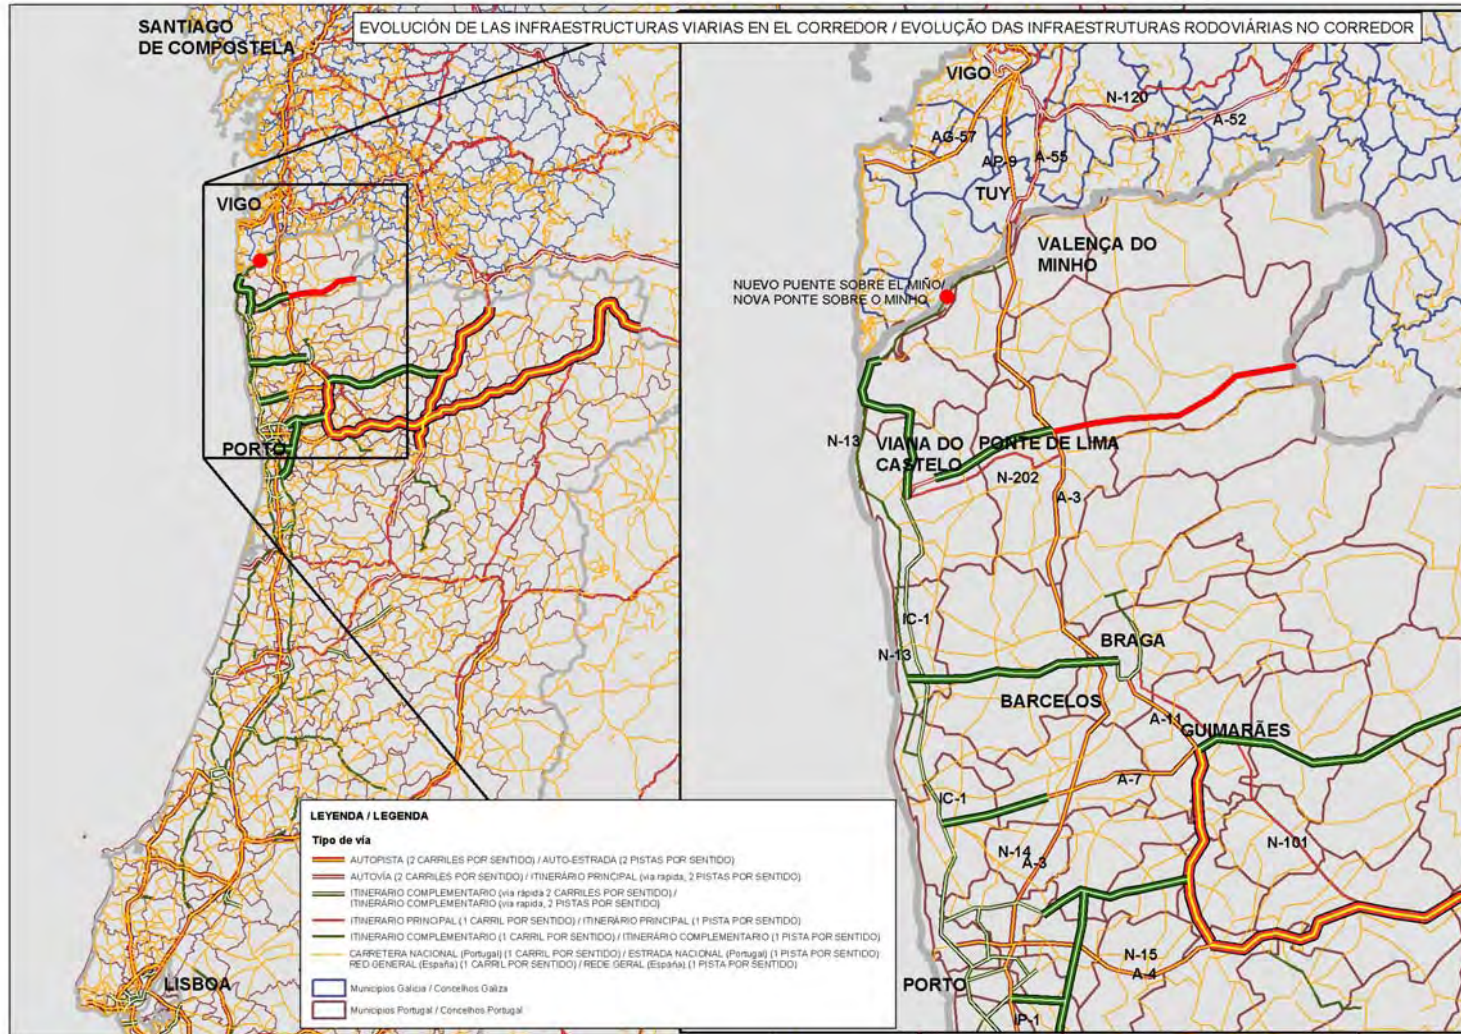 EVOLUCIÓN DE LAS INFRAESTRUCTURAS VIARIAS EN EL CORREDOR / EVOLUÇÃO DAS INFRAESTRUTURAS RODOVIÁRIAS NO CORREDOR
SANTIAGO
DE COMPOSTELA
VIGO
PORTO
LISBOA
VIGO
N-120
A-52
AG-57
AP-9
A-55
TUY
VALENÇA DO
MINHO
NUEVO PUENTE SOBRE EL MIÑO/
NOVA PONTE SOBRE O MINHO
N-13
VIANA DO
CASTELO
PONTE DE LIMA
N-202
A-3
IC-1
N-13
BRAGA
BARCELOS
A-11
GUIMARÃES
A-7
IC-1
N-14
A-3
N-101
N-15
A-4
PORTO
IP-1
LEYENDA / LEGENDA
Tipo de vía
AUTOPISTA (2 CARRILES POR SENTIDO) / AUTO-ESTRADA (2 PISTAS POR SENTIDO)
AUTOVÍA (2 CARRILES POR SENTIDO) / ITINERÁRIO PRINCIPAL (via rapida, 2 PISTAS POR SENTIDO)
ITINERARIO COMPLEMENTARIO (vía rápida 2 CARRILES POR SENTIDO) /
ITINERÁRIO COMPLEMENTARIO (via rapida, 2 PISTAS POR SENTIDO)
ITINERARIO PRINCIPAL (1 CARRIL POR SENTIDO) / ITINERÁRIO PRINCIPAL (1 PISTA POR SENTIDO)
ITINERARIO COMPLEMENTARIO (1 CARRIL POR SENTIDO) / ITINERÁRIO COMPLEMENTARIO (1 PISTA POR SENTIDO)
CARRETERA NACIONAL (Portugal) (1 CARRIL POR SENTIDO) / ESTRADA NACIONAL (Portugal) (1 PISTA POR SENTIDO)
RED GENERAL (España) (1 CARRIL POR SENTIDO) / REDE GERAL (España) (1 PISTA POR SENTIDO)
Municipios Galicia / Concelhos Galiza
Municipios Portugal / Concelhos Portugal